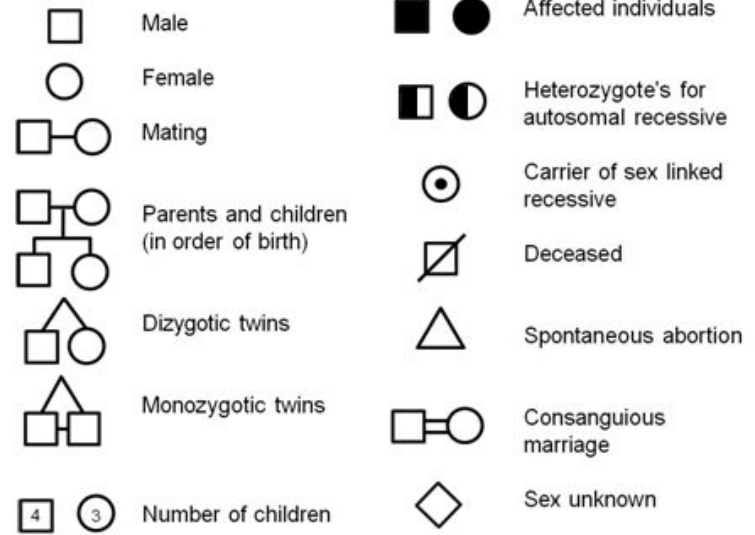 Male
Female
Mating
Parents and children
(in order of birth)
Dizygotic twins
Monozygotic twins
4
3
Number of children
Affected individuals
Heterozygote's for
autosomal recessive
Carrier of sex linked
recessive
Deceased
Spontaneous abortion
Consanguious
marriage
Sex unknown